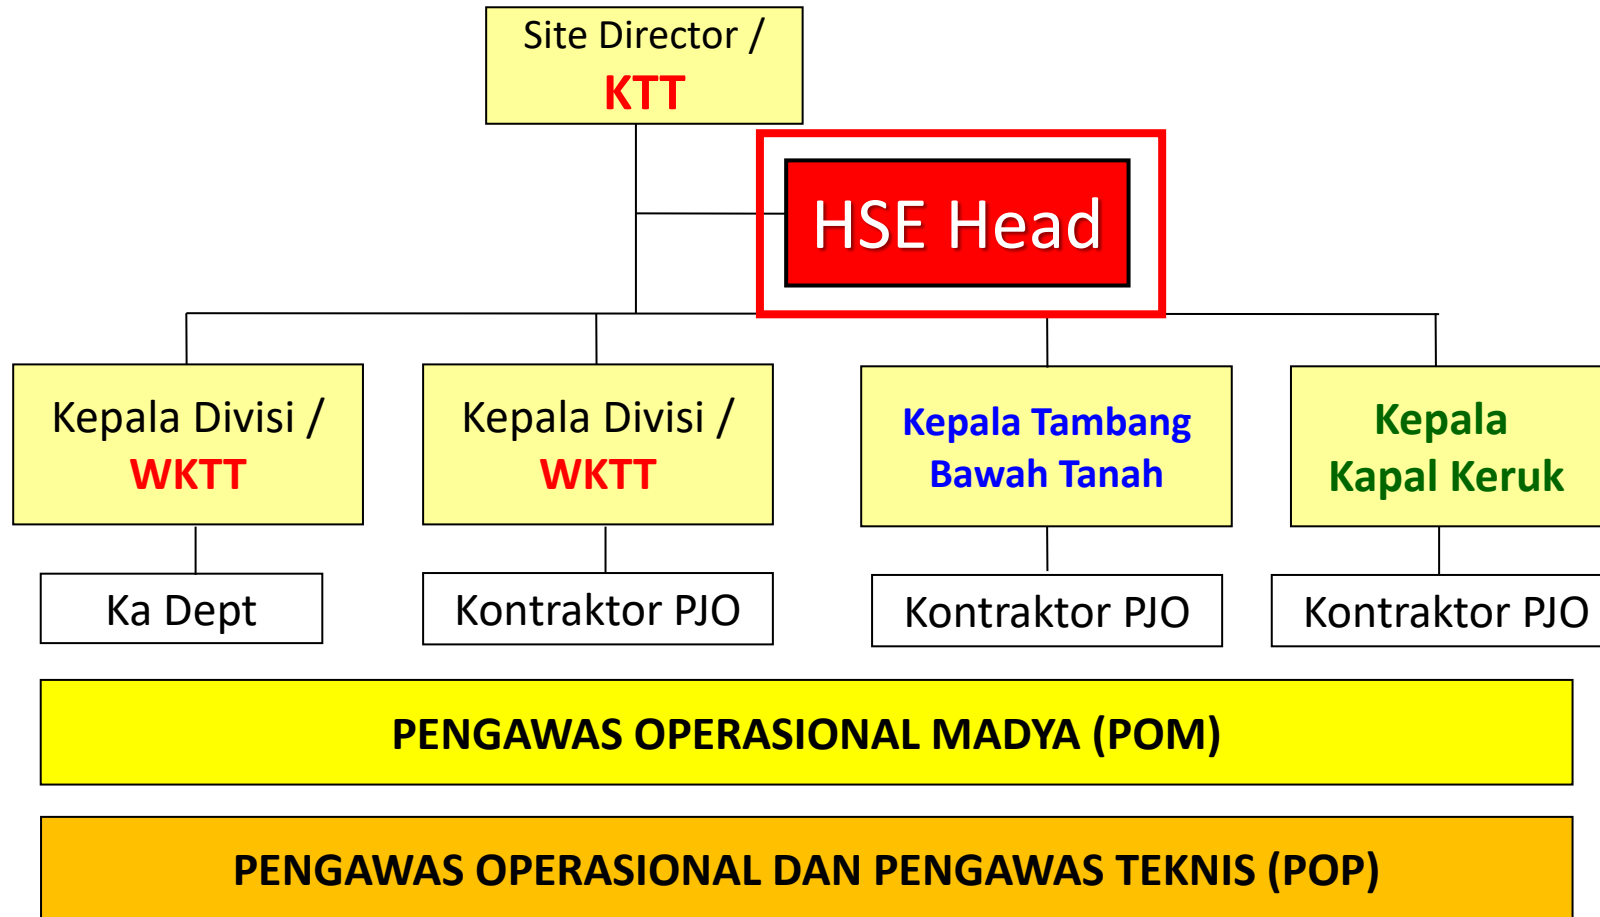 Site Director /
KTT
HSE Head
Kepala Divisi /
WKTT
Kepala Divisi /
WKTT
Kepala Tambang
Bawah Tanah
Kepala
Kapal Keruk
Ka Dept
Kontraktor PJO
Kontraktor PJO
Kontraktor PJO
PENGAWAS OPERASIONAL MADYA (POM)
PENGAWAS OPERASIONAL DAN PENGAWAS TEKNIS (POP)